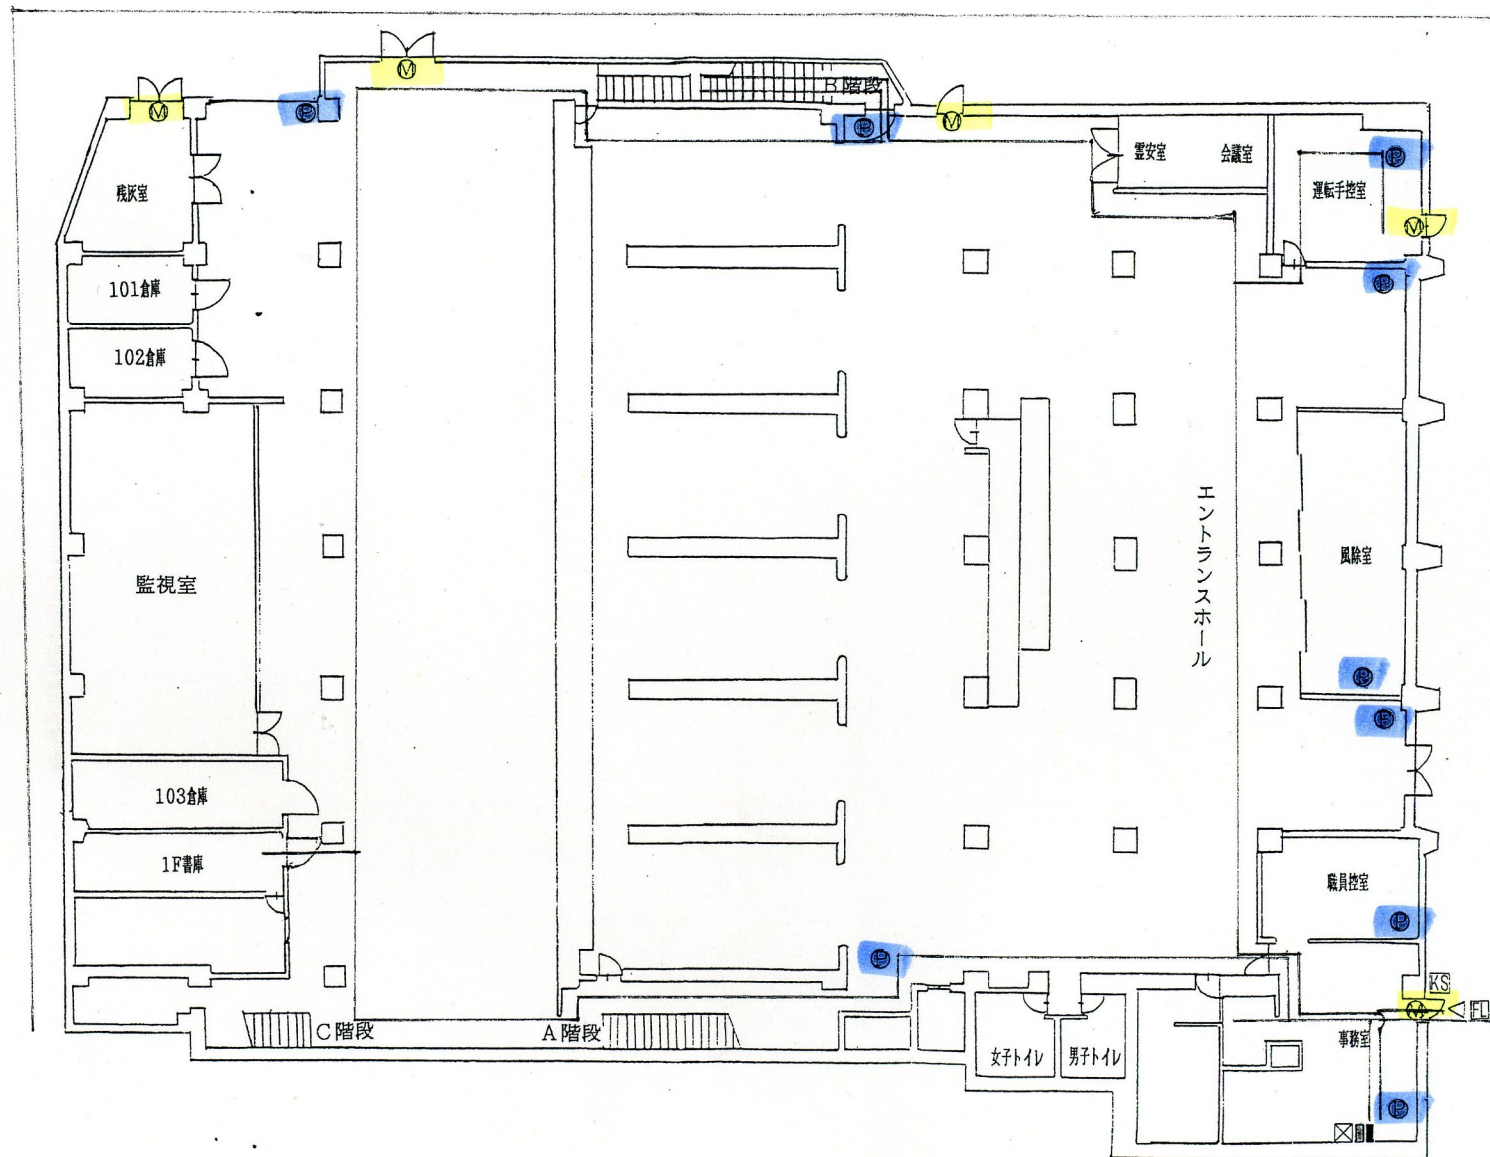 M
M
P
B階段
P
M
霊安室
会議室
P
運転手控室
M
残灰室
P
101倉庫
102倉庫
エントランスホール
風除室
監視室
P
P
103倉庫
1F書庫
職員控室
P
P
KS
M
C階段
A階段
女子トイレ
男子トイレ
事務室
P